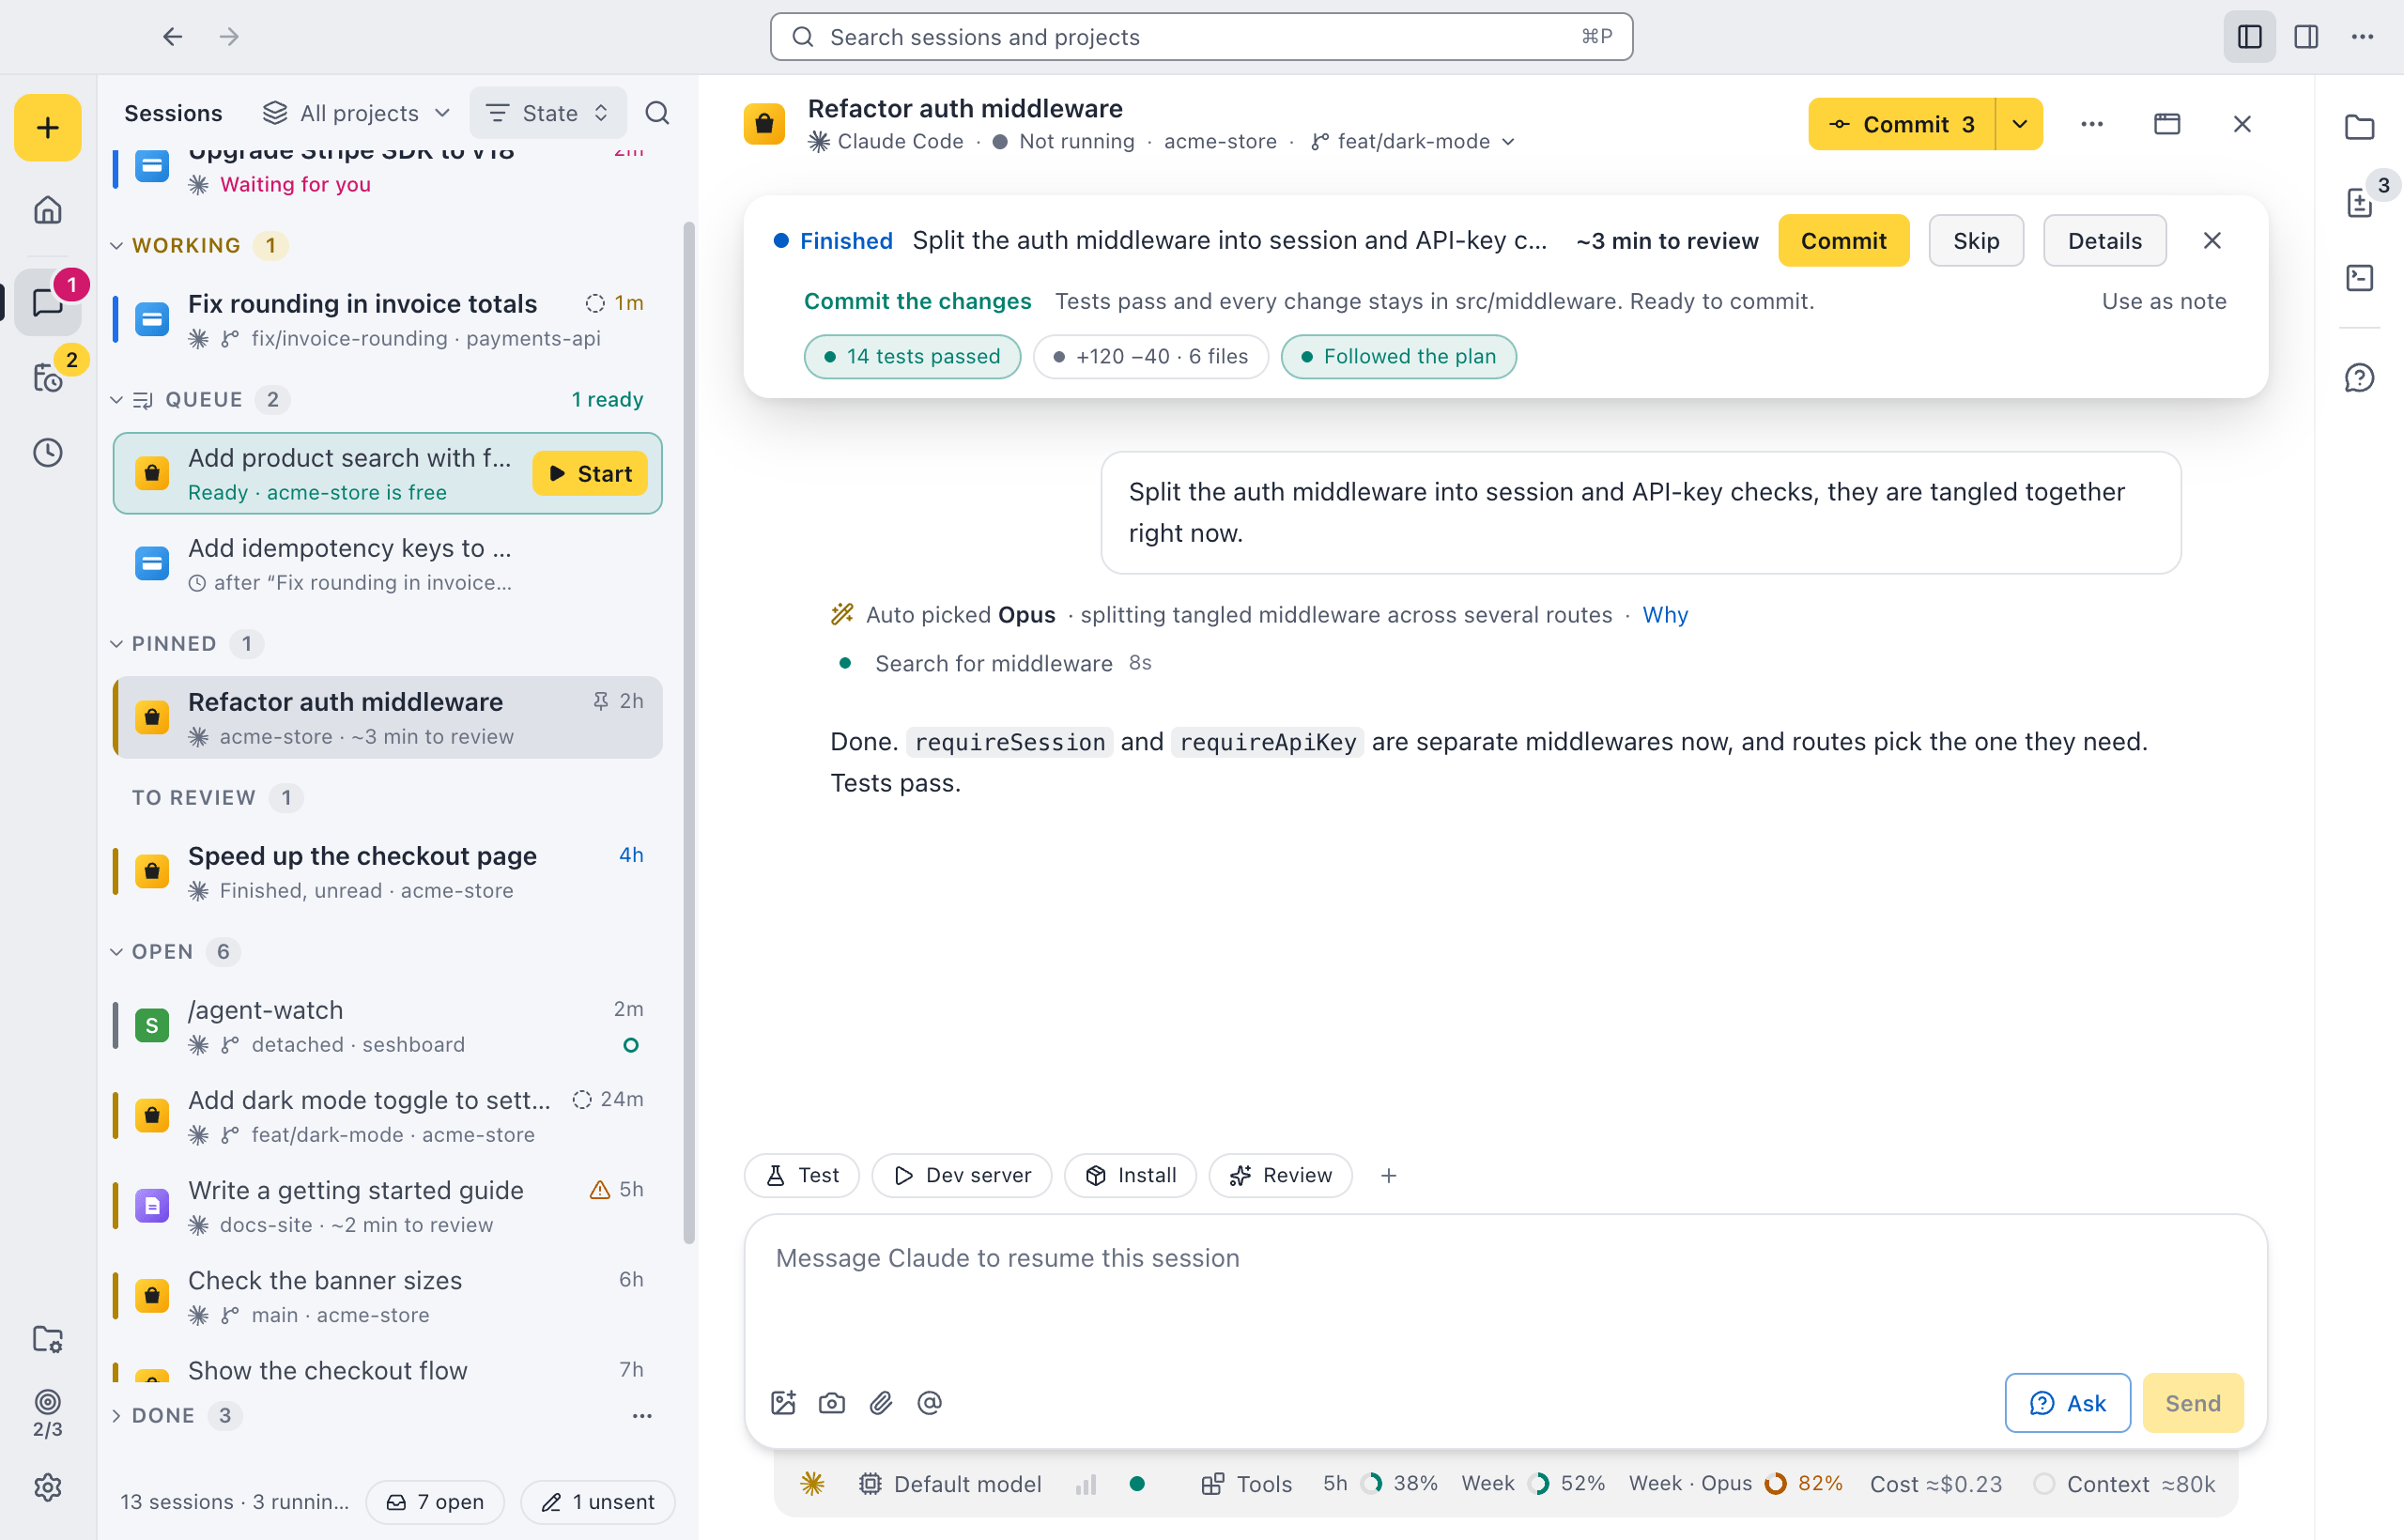 Search sessions and projects ⌘P
Sessions All projects State
Upgrade Stripe SDK to v18 2m
Waiting for you
WORKING 1
Fix rounding in invoice totals 1m
fix/invoice-rounding · payments-api
QUEUE 2 1 ready
Add product search with f...
Ready · acme-store is free
Start
Add idempotency keys to ...
after “Fix rounding in invoice...
PINNED 1
Refactor auth middleware 2h
acme-store · ~3 min to review
TO REVIEW 1
Speed up the checkout page 4h
Finished, unread · acme-store
OPEN 6
S
/agent-watch 2m
detached · seshboard
Add dark mode toggle to sett... 24m
feat/dark-mode · acme-store
Write a getting started guide 5h
docs-site · ~2 min to review
Check the banner sizes 6h
main · acme-store
Show the checkout flow 7h
DONE 3
13 sessions · 3 runnin... 7 open 1 unsent
1
2
2/3
Refactor auth middleware
Claude Code · Not running · acme-store · feat/dark-mode
Commit 3
Finished Split the auth middleware into session and API-key c... ~3 min to review Commit Skip Details
Commit the changes Tests pass and every change stays in src/middleware. Ready to commit. Use as note
14 tests passed +120 −40 · 6 files Followed the plan
Split the auth middleware into session and API-key checks, they are tangled together
right now.
Auto picked Opus · splitting tangled middleware across several routes · Why
Search for middleware 8s
Done. requireSession and requireApiKey are separate middlewares now, and routes pick the one they need.
Tests pass.
Test Dev server Install Review
Message Claude to resume this session
Ask Send
Default model Tools 5h 38% Week 52% Week · Opus 82% Cost ≈$0.23 Context ≈80k
3